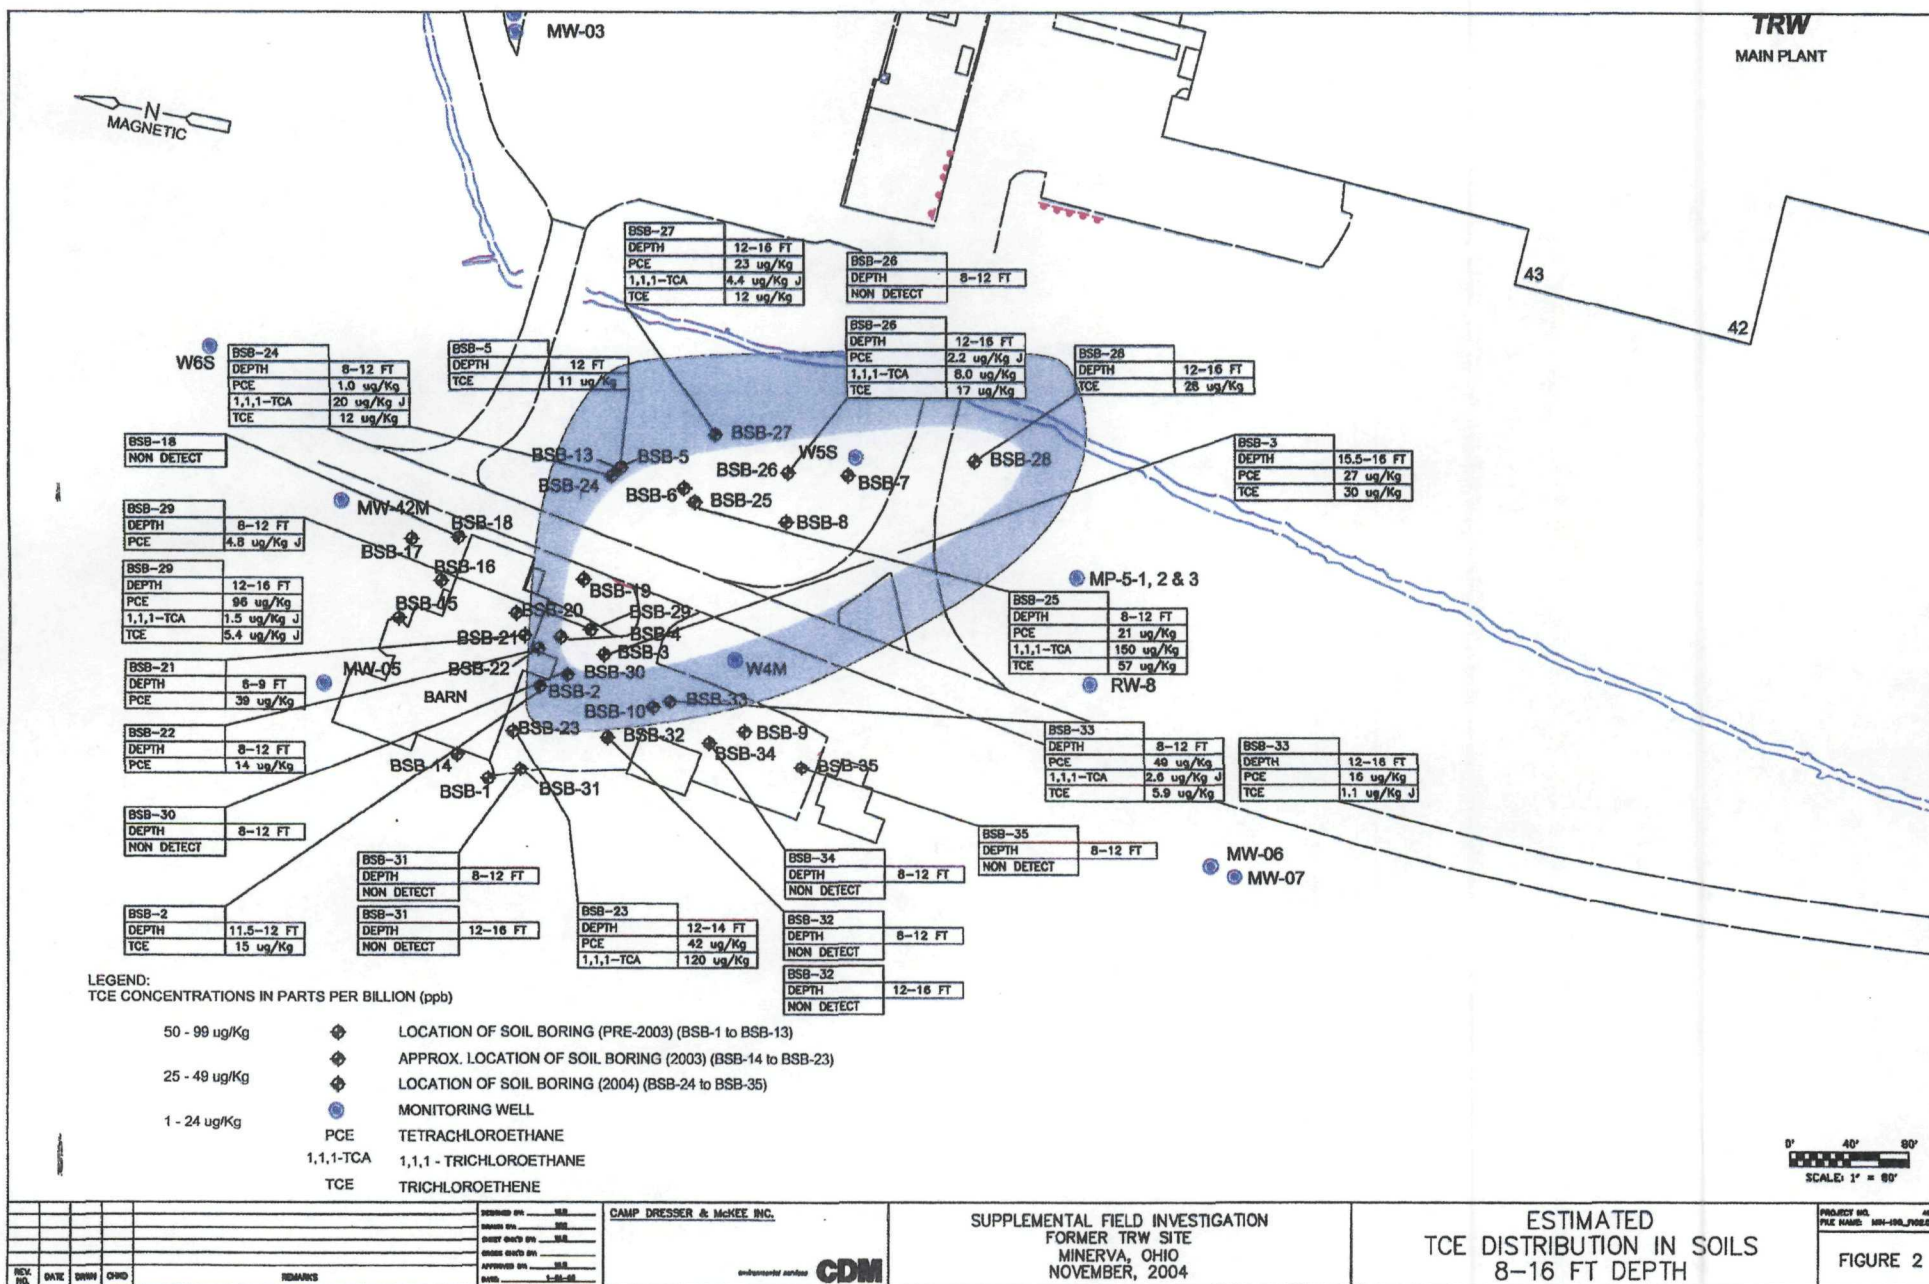 MW-03
TRW
MAIN PLANT
N
MAGNETIC
43
42
BSB-27
DEPTH 12-16 FT
PCE 23 ug/Kg
1,1,1-TCA 4.4 ug/Kg J
TCE 12 ug/Kg
BSB-26
DEPTH 8-12 FT
NON DETECT
BSB-26
DEPTH 12-16 FT
PCE 2.2 ug/Kg J
1,1,1-TCA 8.0 ug/Kg
TCE 17 ug/Kg
BSB-28
DEPTH 12-16 FT
TCE 28 ug/Kg
W6S
BSB-24
DEPTH 8-12 FT
PCE 1.0 ug/Kg
1,1,1-TCA 20 ug/Kg J
TCE 12 ug/Kg
BSB-5
DEPTH 12 FT
TCE 11 ug/Kg
BSB-18
NON DETECT
BSB-3
DEPTH 15.5-16 FT
PCE 27 ug/Kg
TCE 30 ug/Kg
BSB-27
BSB-13
BSB-5
BSB-24
BSB-26
W5S
BSB-7
BSB-28
BSB-6
BSB-25
BSB-8
MW-42M
BSB-18
BSB-17
BSB-16
BSB-15
BSB-19
BSB-20
BSB-29
BSB-21
BSB-4
BSB-3
BSB-22
BSB-30
BSB-2
W4M
MW-05
BARN
BSB-10
BSB-33
BSB-23
BSB-32
BSB-9
BSB-34
BSB-14
BSB-35
BSB-1
BSB-31
MP-5-1, 2 & 3
RW-8
MW-06
MW-07
BSB-29
DEPTH 8-12 FT
PCE 4.8 ug/Kg J
BSB-29
DEPTH 12-16 FT
PCE 96 ug/Kg
1,1,1-TCA 1.5 ug/Kg J
TCE 5.4 ug/Kg J
BSB-21
DEPTH 6-9 FT
PCE 39 ug/Kg
BSB-22
DEPTH 8-12 FT
PCE 14 ug/Kg
BSB-30
DEPTH 8-12 FT
NON DETECT
BSB-2
DEPTH 11.5-12 FT
TCE 15 ug/Kg
BSB-25
DEPTH 8-12 FT
PCE 21 ug/Kg
1,1,1-TCA 150 ug/Kg
TCE 57 ug/Kg
BSB-33
DEPTH 8-12 FT
PCE 49 ug/Kg
1,1,1-TCA 2.6 ug/Kg J
TCE 5.9 ug/Kg
BSB-33
DEPTH 12-16 FT
PCE 16 ug/Kg
TCE 1.1 ug/Kg J
BSB-35
DEPTH 8-12 FT
NON DETECT
BSB-31
DEPTH 8-12 FT
NON DETECT
BSB-31
DEPTH 12-16 FT
NON DETECT
BSB-23
DEPTH 12-14 FT
PCE 42 ug/Kg
1,1,1-TCA 120 ug/Kg
BSB-34
DEPTH 8-12 FT
NON DETECT
BSB-32
DEPTH 8-12 FT
NON DETECT
BSB-32
DEPTH 12-16 FT
NON DETECT
LEGEND:
TCE CONCENTRATIONS IN PARTS PER BILLION (ppb)
50 - 99 ug/Kg
25 - 49 ug/Kg
1 - 24 ug/Kg
LOCATION OF SOIL BORING (PRE-2003) (BSB-1 to BSB-13)
APPROX. LOCATION OF SOIL BORING (2003) (BSB-14 to BSB-23)
LOCATION OF SOIL BORING (2004) (BSB-24 to BSB-35)
MONITORING WELL
PCE TETRACHLOROETHANE
1,1,1-TCA 1,1,1 - TRICHLOROETHANE
TCE TRICHLOROETHENE
0' 40' 80'
SCALE: 1" = 80'
REV. NO. DATE DRWN CHKD REMARKS
DESIGNED BY:
DRAWN BY:
SHEET CHK'D BY:
CROSS CHK'D BY:
APPROVED BY:
DATE:
CAMP DRESSER & McKEE INC.
environmental services CDM
SUPPLEMENTAL FIELD INVESTIGATION
FORMER TRW SITE
MINERVA, OHIO
NOVEMBER, 2004
ESTIMATED
TCE DISTRIBUTION IN SOILS
8-16 FT DEPTH
PROJECT NO.
FILE NAME:
FIGURE 2